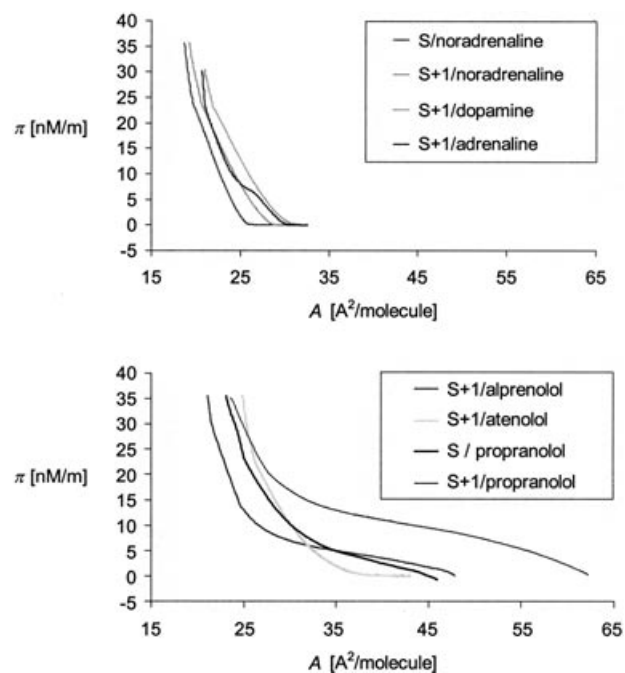 40
35
30
25
20
15
10
5
0
-5
π [nM/m]
15 25 35 45 55 65
A [A²/molecule]
S/noradrenaline
S+1/noradrenaline
S+1/dopamine
S+1/adrenaline
40
35
30
25
20
15
10
5
0
-5
π [nM/m]
15 25 35 45 55 65
A [A²/molecule]
S+1/alprenolol
S+1/atenolol
S / propranolol
S+1/propranolol